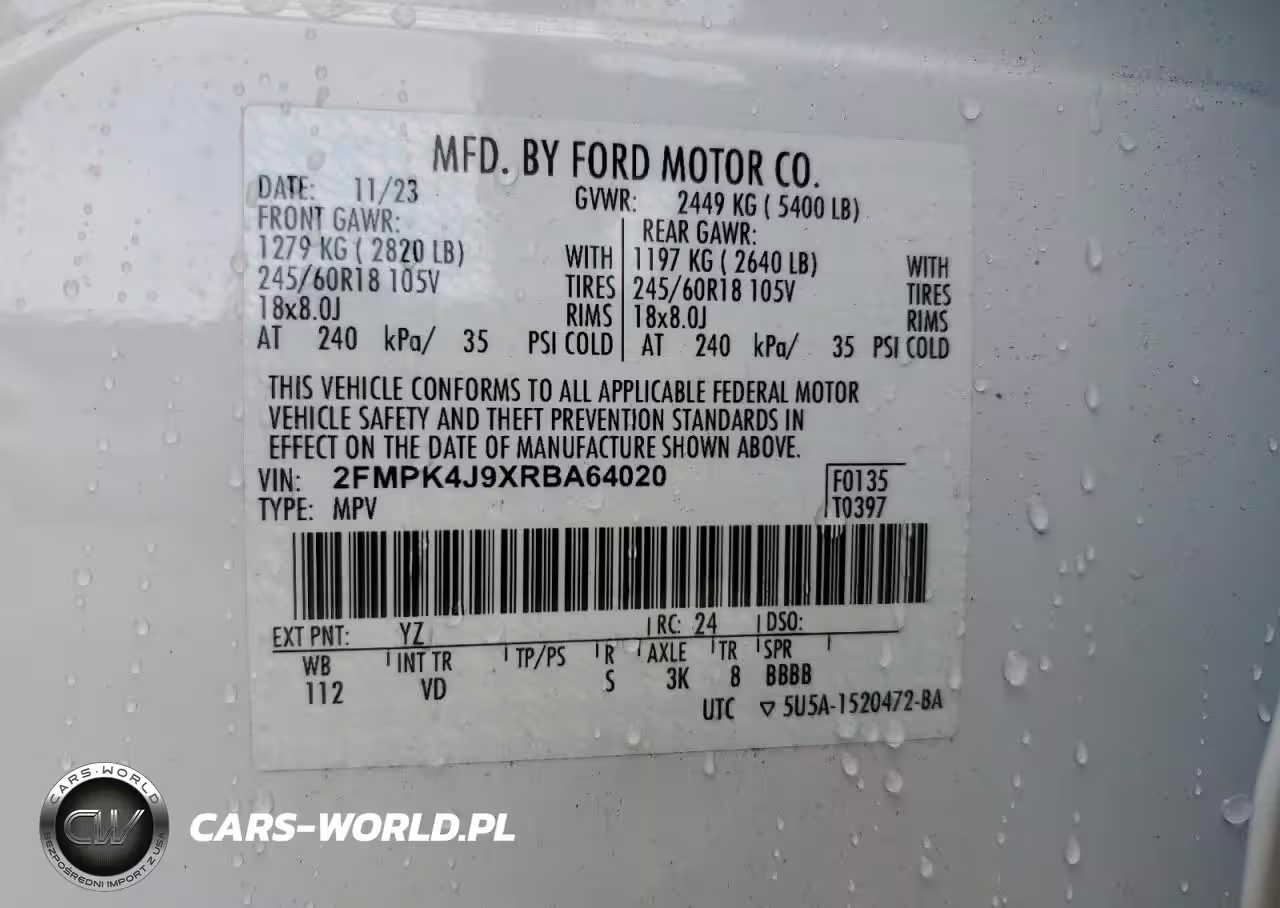 MFD. BY FORD MOTOR CO.
DATE: 11/23 GVWR: 2449 KG ( 5400 LB)
FRONT GAWR: REAR GAWR:
1279 KG ( 2820 LB) WITH 1197 KG ( 2640 LB) WITH
245/60R18 105V TIRES 245/60R18 105V TIRES
18x8.0J RIMS 18x8.0J RIMS
AT 240 kPa/ 35 PSI COLD AT 240 kPa/ 35 PSI COLD
THIS VEHICLE CONFORMS TO ALL APPLICABLE FEDERAL MOTOR
VEHICLE SAFETY AND THEFT PREVENTION STANDARDS IN
EFFECT ON THE DATE OF MANUFACTURE SHOWN ABOVE.
VIN: 2FMPK4J9XRBA64020 F0135
TYPE: MPV T0397
EXT PNT: YZ RC: 24 DSO:
WB INT TR TP/PS R AXLE TR SPR
112 VD S 3K 8 BBBB
UTC ▽ 5U5A-1520472-BA
CARS-WORLD
CW
BEZPOŚREDNI IMPORT Z USA
CARS-WORLD.PL